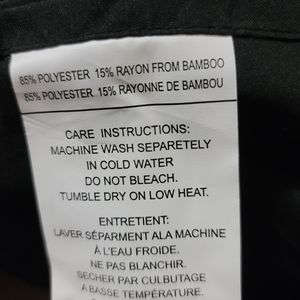 85% POLYESTER 15% RAYON FROM BAMBOO
85% POLYESTER 15% RAYONNE DE BAMBOU
CARE INSTRUCTIONS:
MACHINE WASH SEPARETELY
IN COLD WATER
DO NOT BLEACH.
TUMBLE DRY ON LOW HEAT.
ENTRETIENT:
LAVER SÉPARMENT ALA MACHINE
À L'EAU FROIDE.
NE PAS BLANCHIR.
SECHER PAR CULBUTAGE
À BASSE TEMPÉRATURE.